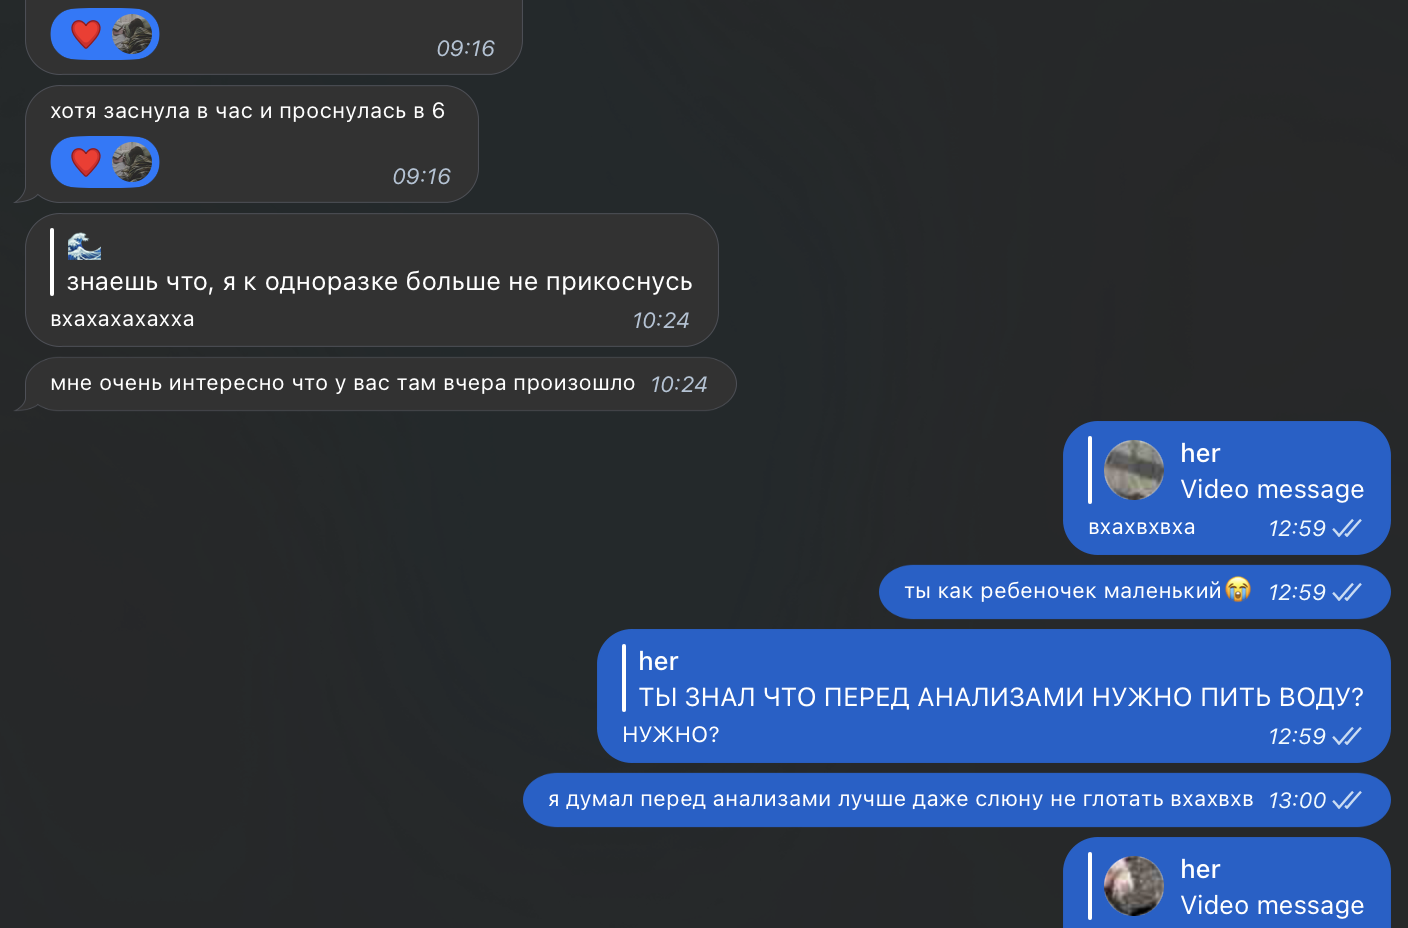 09:16
хотя заснула в час и проснулась в 6
09:16
знаешь что, я к одноразке больше не прикоснусь
вхахахахахха 10:24
мне очень интересно что у вас там вчера произошло 10:24
her
Video message
вхахвхвха 12:59
ты как ребеночек маленький😭 12:59
her
ТЫ ЗНАЛ ЧТО ПЕРЕД АНАЛИЗАМИ НУЖНО ПИТЬ ВОДУ?
НУЖНО? 12:59
я думал перед анализами лучше даже слюну не глотать вхахвхв 13:00
her
Video message